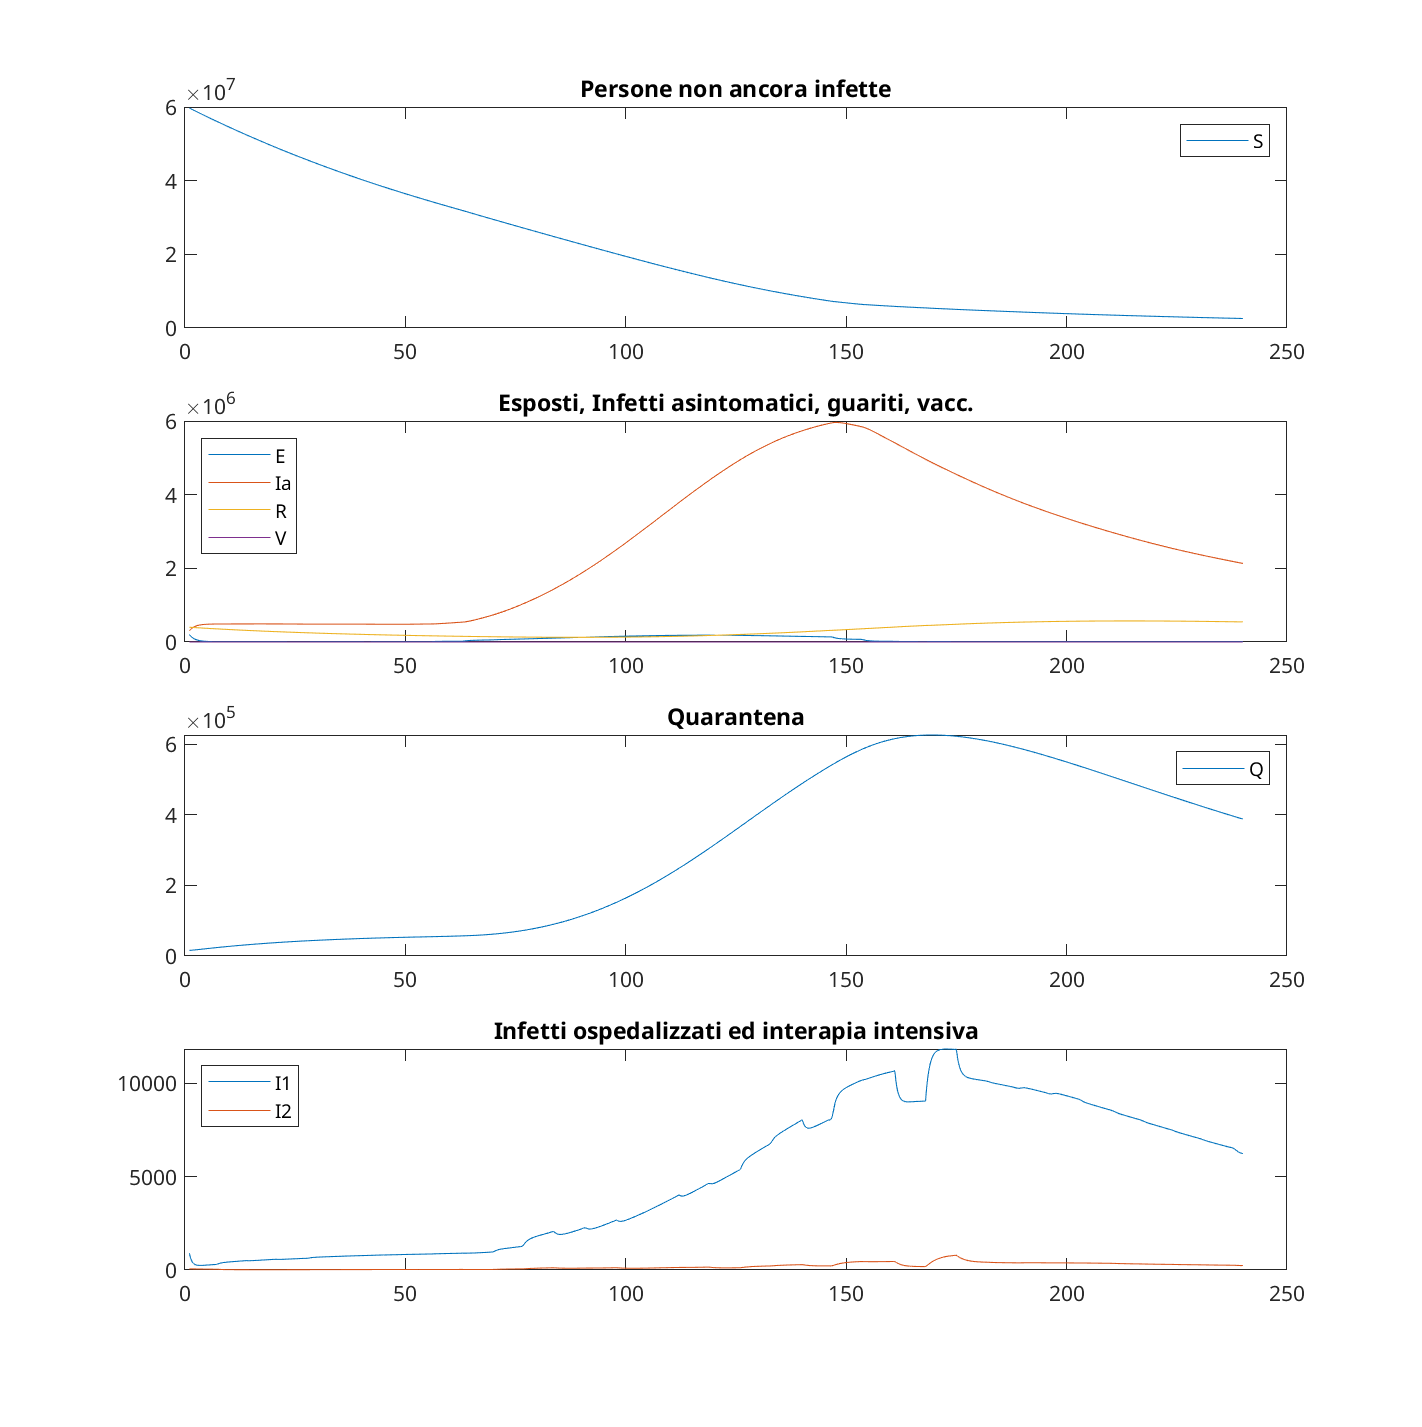 Persone non ancora infette
×10^7
6
4
2
0
0 50 100 150 200 250
S
Esposti, Infetti asintomatici, guariti, vacc.
×10^6
6
4
2
0
0 50 100 150 200 250
E
Ia
R
V
Quarantena
×10^5
6
4
2
0
0 50 100 150 200 250
Q
Infetti ospedalizzati ed interapia intensiva
10000
5000
0
0 50 100 150 200 250
I1
I2